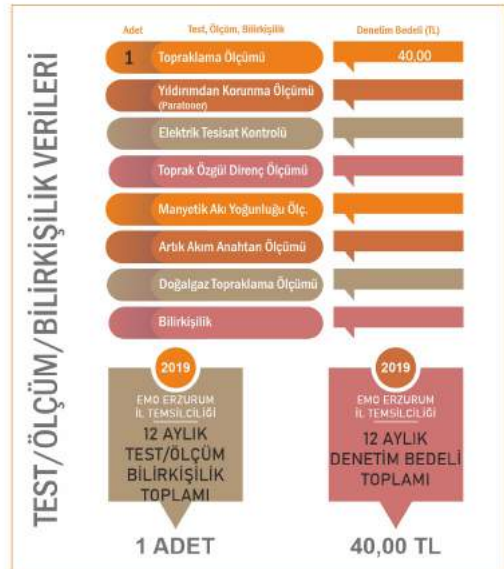 TEST/ÖLÇÜM/BİLİRKİŞİLİK VERİLERİ
Adet Test, Ölçüm, Bilirkişilik Denetim Bedeli (TL)
1 Topraklama Ölçümü 40,00
Yıldırımdan Korunma Ölçümü
(Paratoner)
Elektrik Tesisat Kontrolü
Toprak Özgül Direnç Ölçümü
Manyetik Akı Yoğunluğu Ölç.
Artık Akım Anahtarı Ölçümü
Doğalgaz Topraklama Ölçümü
Bilirkişilik
2019
EMO ERZURUM
İL TEMSİLCİLİĞİ
12 AYLIK
TEST/ÖLÇÜM
BİLİRKİŞİLİK
TOPLAMI
1 ADET
2019
EMO ERZURUM
İL TEMSİLCİLİĞİ
12 AYLIK
DENETİM BEDELİ
TOPLAMI
40,00 TL